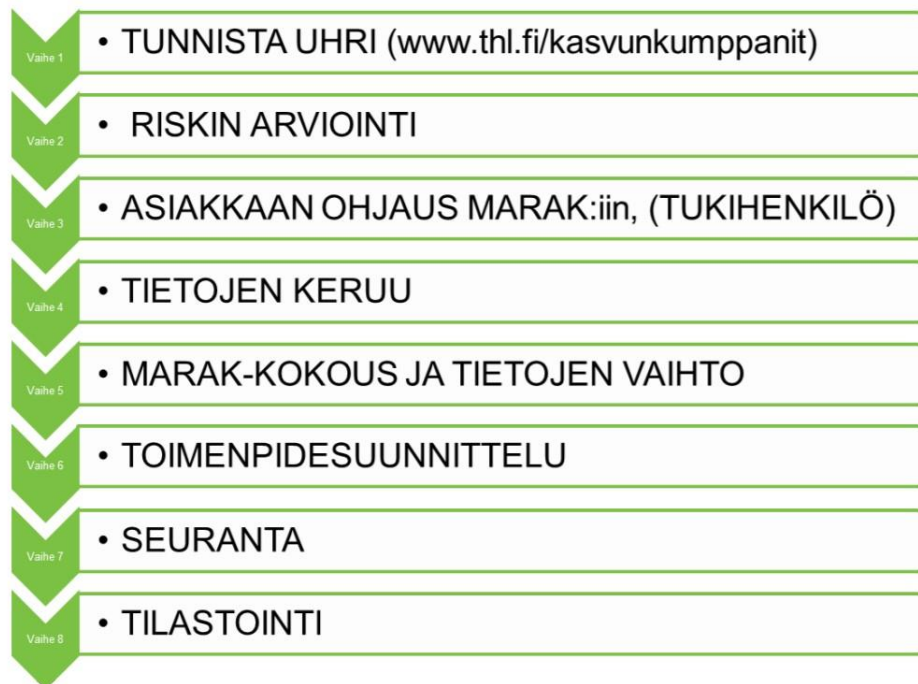 Vaihe 1
• TUNNISTA UHRI (www.thl.fi/kasvunkumppanit)
Vaihe 2
• RISKIN ARVIOINTI
Vaihe 3
• ASIAKKAAN OHJAUS MARAK:iin, (TUKIHENKILÖ)
Vaihe 4
• TIETOJEN KERUU
Vaihe 5
• MARAK-KOKOUS JA TIETOJEN VAIHTO
Vaihe 6
• TOIMENPIDESUUNNITTELU
Vaihe 7
• SEURANTA
Vaihe 8
• TILASTOINTI